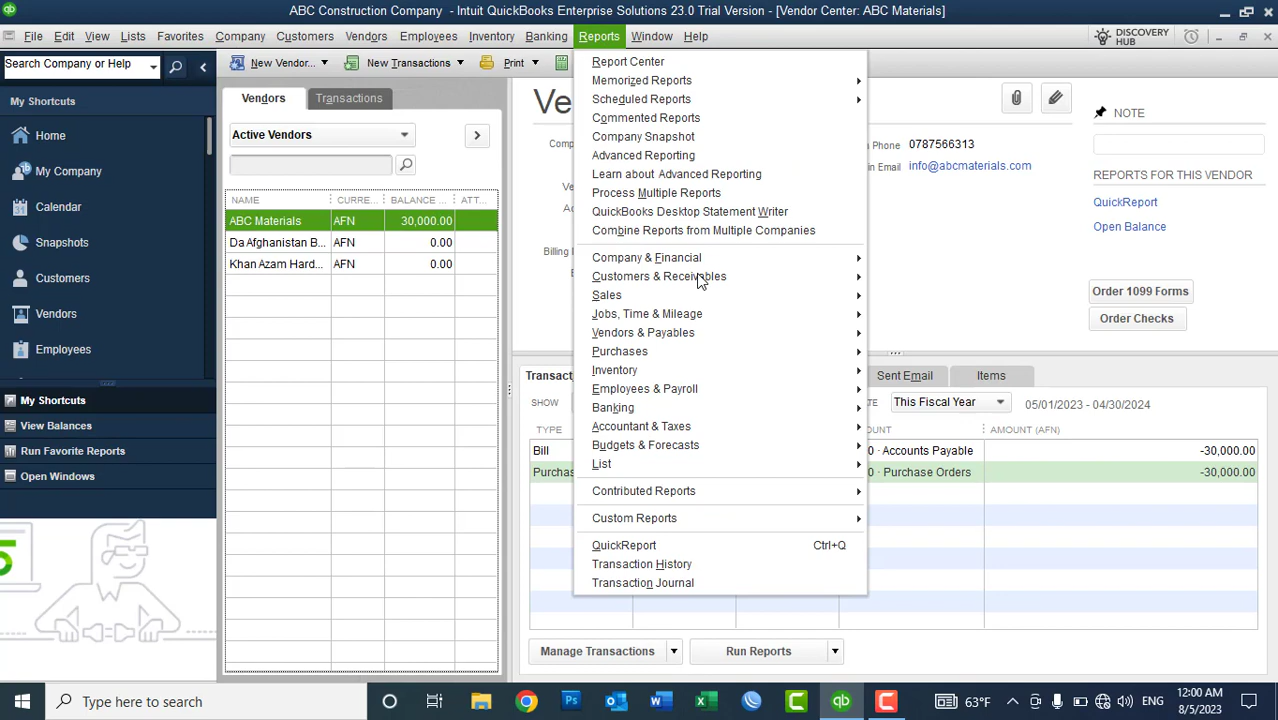 ABC Construction Company - Intuit QuickBooks Enterprise Solutions 23.0 Trial Version - [Vendor Center: ABC Materials]
File Edit View Lists Favorites Company Customers Vendors Employees Inventory Banking Reports Window Help
DISCOVERY HUB
Search Company or Help
New Vendor... New Transactions Print
My Shortcuts
Home
My Company
Calendar
Snapshots
Customers
Vendors
Employees
My Shortcuts
View Balances
Run Favorite Reports
Open Windows
Vendors Transactions
Active Vendors
NAME CURRE... BALANCE ... ATT...
ABC Materials AFN 30,000.00
Da Afghanistan B... AFN 0.00
Khan Azam Hard... AFN 0.00
Report Center
Memorized Reports
Scheduled Reports
Commented Reports
Company Snapshot
Advanced Reporting
Learn about Advanced Reporting
Process Multiple Reports
QuickBooks Desktop Statement Writer
Combine Reports from Multiple Companies
Company & Financial
Customers & Receivables
Sales
Jobs, Time & Mileage
Vendors & Payables
Purchases
Inventory
Employees & Payroll
Banking
Accountant & Taxes
Budgets & Forecasts
List
Contributed Reports
Custom Reports
QuickReport Ctrl+Q
Transaction History
Transaction Journal
Phone 0787566313
Email info@abcmaterials.com
NOTE
REPORTS FOR THIS VENDOR
QuickReport
Open Balance
Order 1099 Forms
Order Checks
Sent Email Items
SHOW
This Fiscal Year 05/01/2023 - 04/30/2024
TYPE AMOUNT (AFN)
Bill · Accounts Payable -30,000.00
· Purchase Orders -30,000.00
Manage Transactions Run Reports
Type here to search
63°F ENG 12:00 AM
8/5/2023